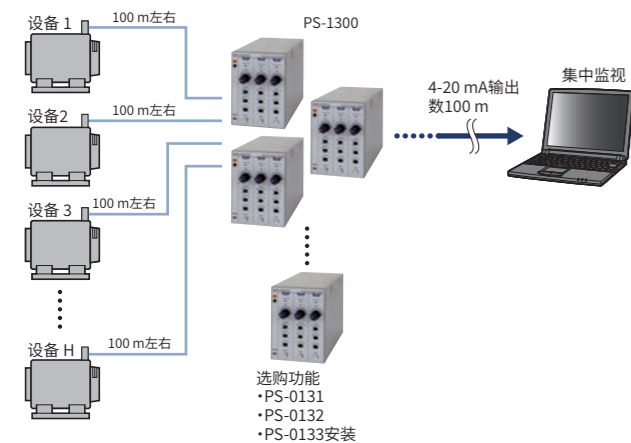 设备 1
100 m左右
PS-1300
设备2
100 m左右
4-20 mA输出
数100 m
集中监视
设备 3
100 m左右
设备 H
100 m左右
选购功能
•PS-0131
•PS-0132
•PS-0133安装